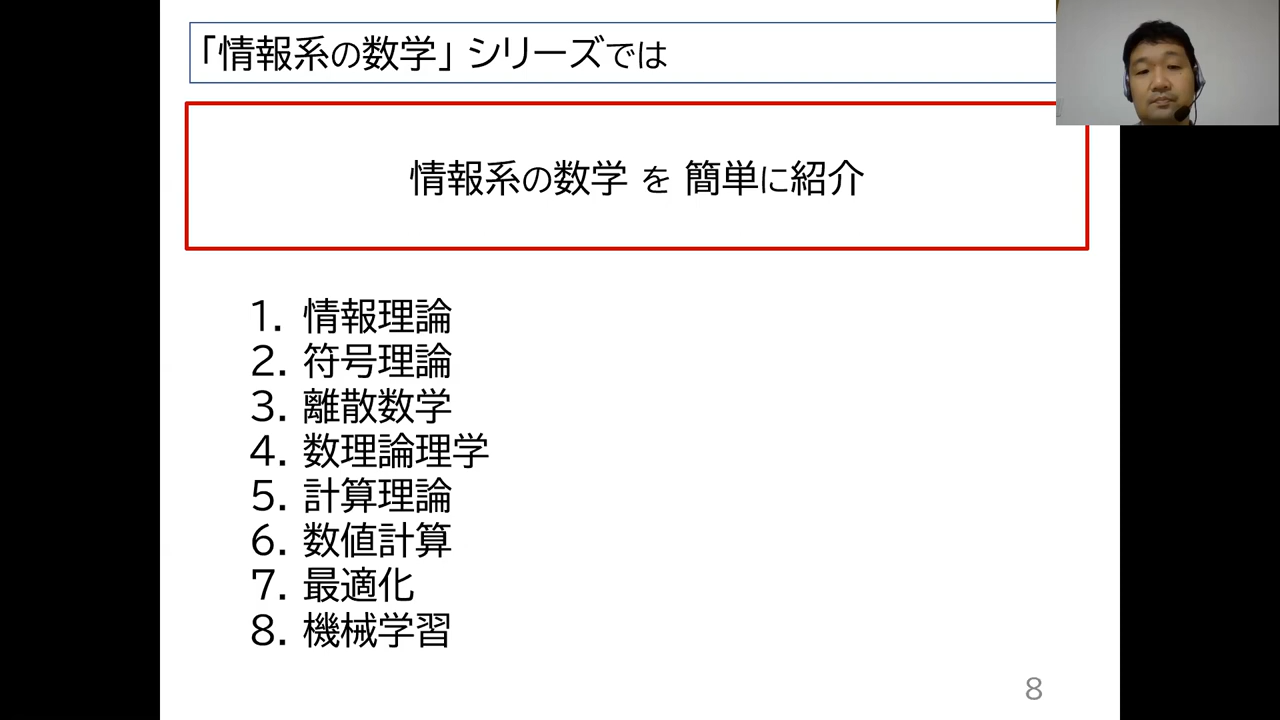 「情報系の数学」 シリーズでは
情報系の数学 を 簡単に紹介
1. 情報理論
2. 符号理論
3. 離散数学
4. 数理論理学
5. 計算理論
6. 数値計算
7. 最適化
8. 機械学習
8